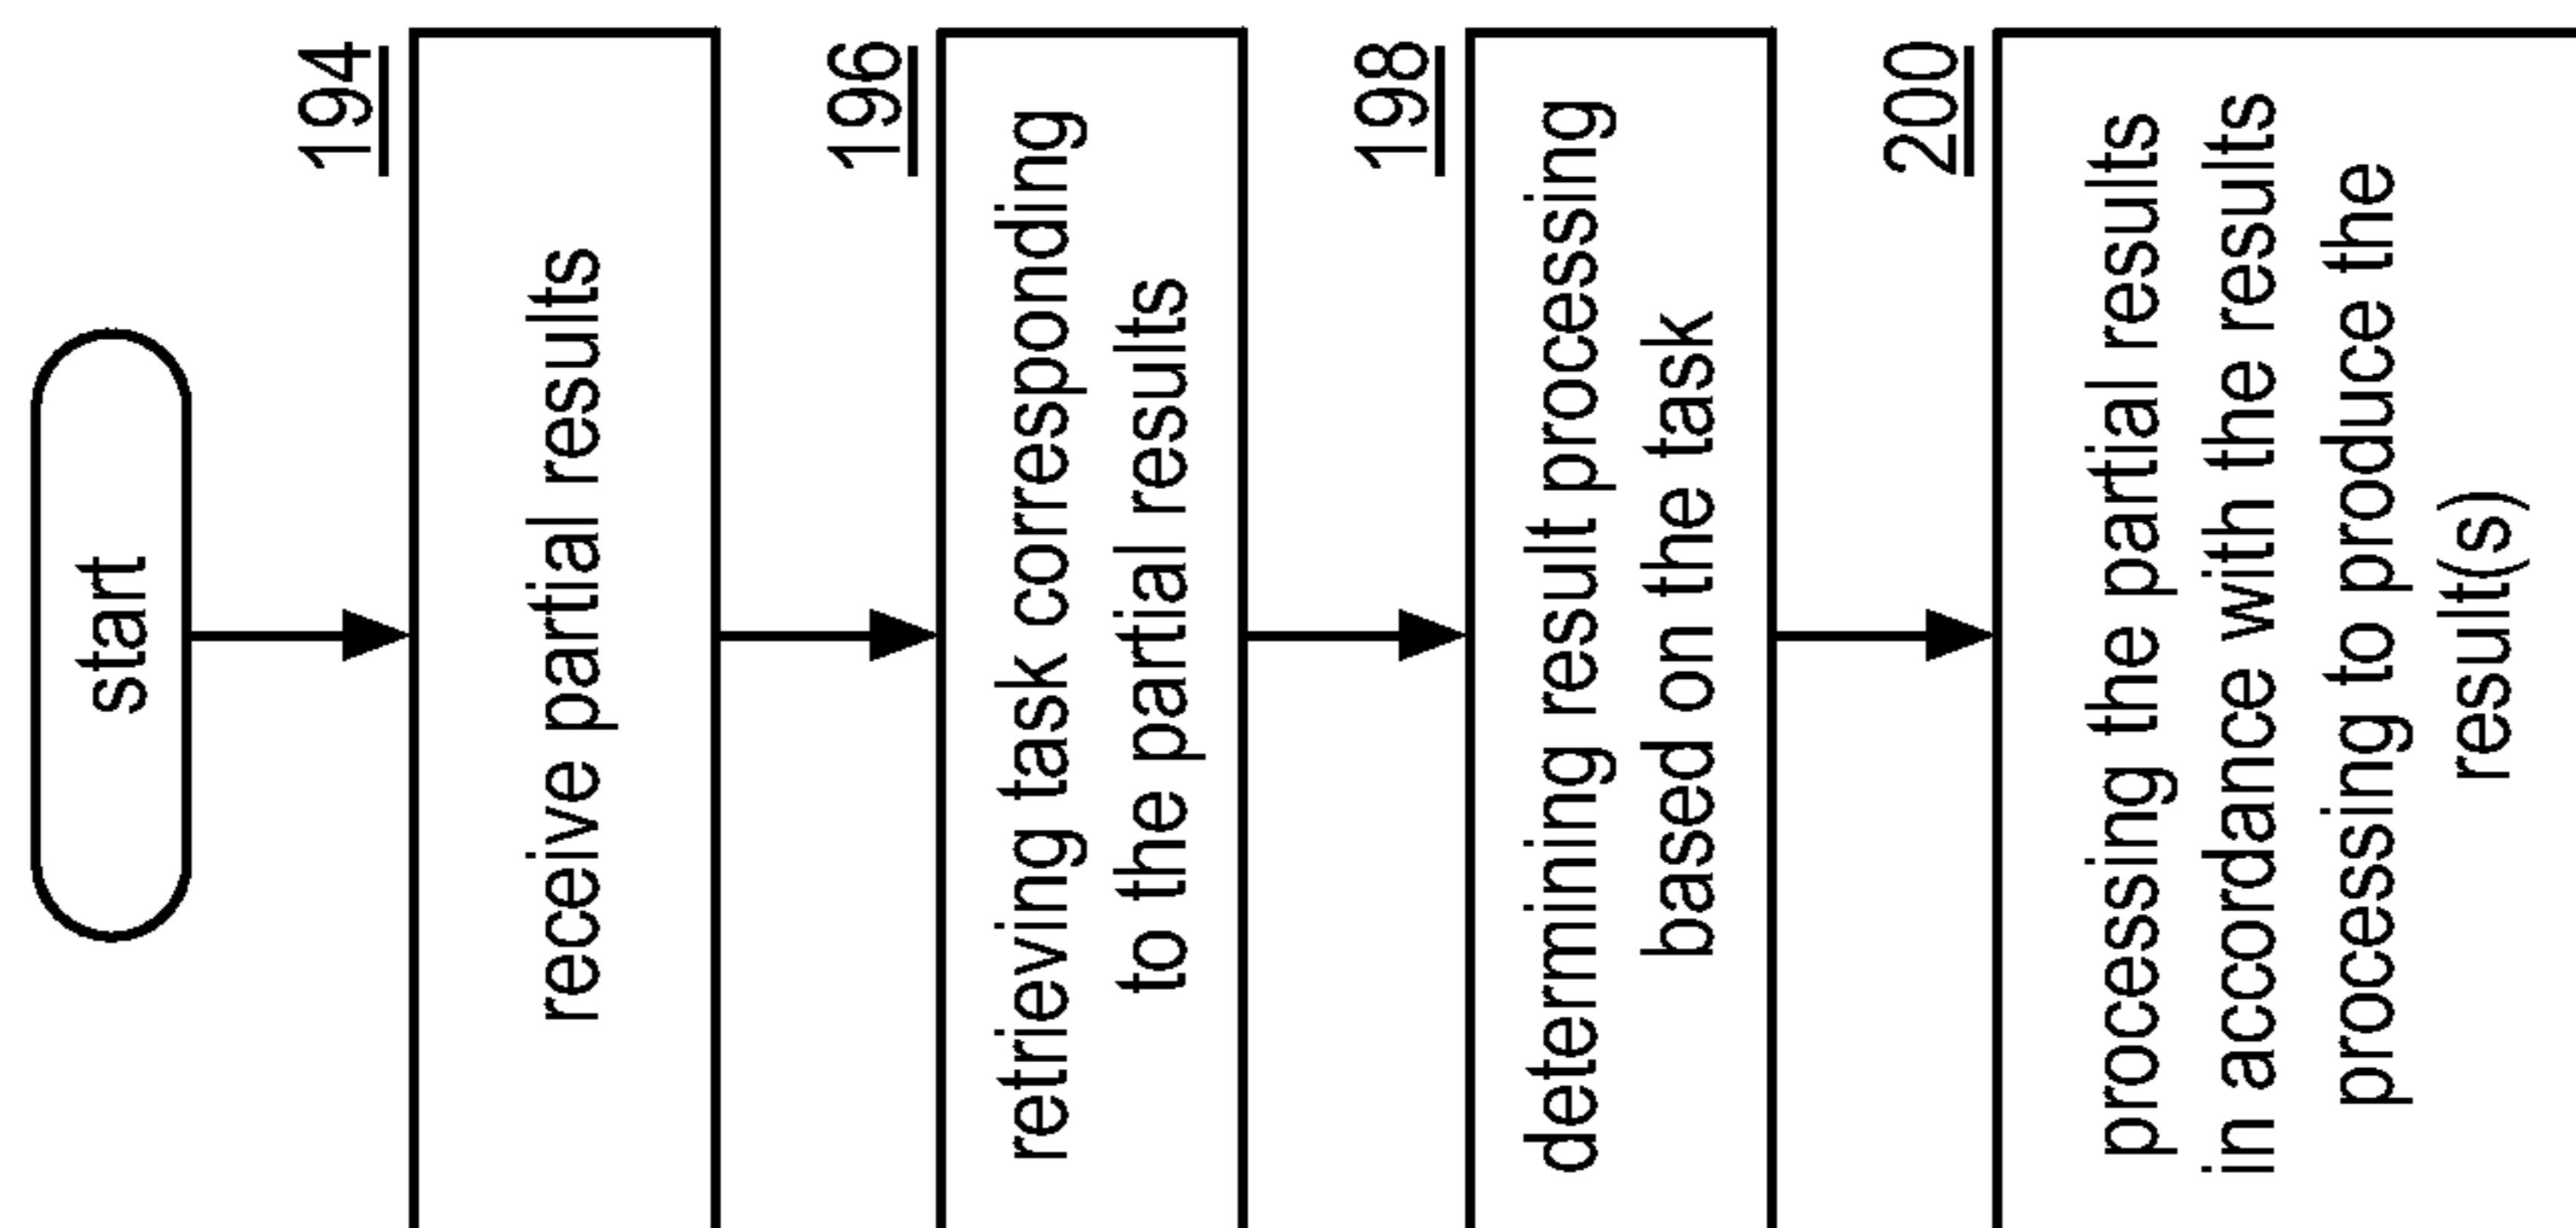 start
194
receive partial results
196
retrieving task corresponding
to the partial results
198
determining result processing
based on the task
200
processing the partial results
in accordance with the results
processing to produce the
result(s)